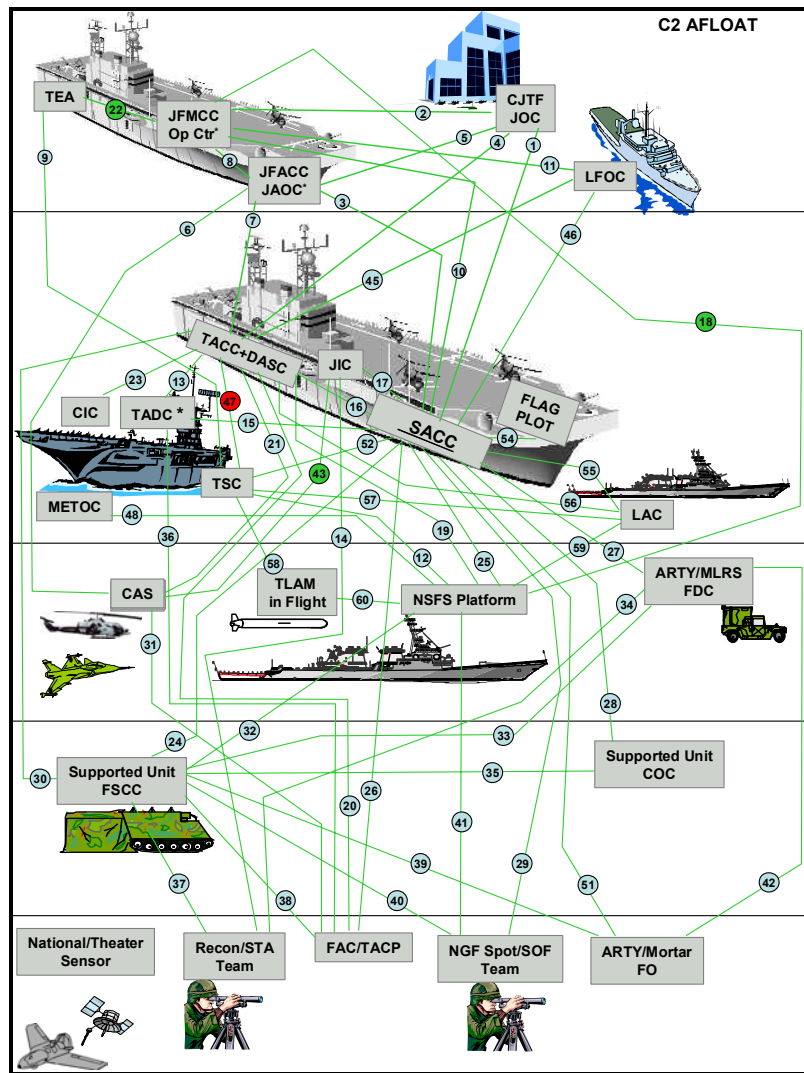 C2 AFLOAT
TEA
22
JFMCC
Op Ctr*
2
CJTF
JOC
5
4
1
9
8
JFACC
JAOC*
3
11
LFOC
6
7
46
45
10
18
TACC+DASC
JIC
17
23
13
CIC
TADC *
47
16
FLAG
PLOT
15
21
SACC
54
52
55
TSC
43
METOC
48
57
56
LAC
36
19
14
12
25
59
27
58
CAS
TLAM
in Flight
60
NSFS Platform
ARTY/MLRS
FDC
34
31
28
24
32
33
Supported Unit
FSCC
30
35
Supported Unit
COC
20
26
41
29
39
37
38
40
51
42
National/Theater
Sensor
Recon/STA
Team
FAC/TACP
NGF Spot/SOF
Team
ARTY/Mortar
FO